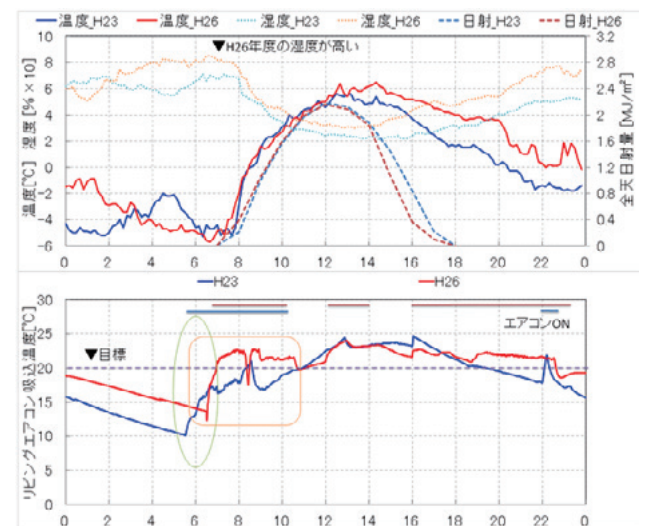 温度_H23 温度_H26 湿度_H23 湿度_H26 日射_H23 日射_H26
▼H26年度の湿度が高い
温度[℃] 湿度[%×10]
10
8
6
4
2
0
-2
-4
-6
全天日射量[MJ/m²]
3.2
2.8
2.4
2
1.6
1.2
0.8
0.4
0
0 2 4 6 8 10 12 14 16 18 20 22 0
H23 H26
リビングエアコン吸込温度[℃]
30
25
20
15
10
5
0
エアコンON
▼目標
0 2 4 6 8 10 12 14 16 18 20 22 0